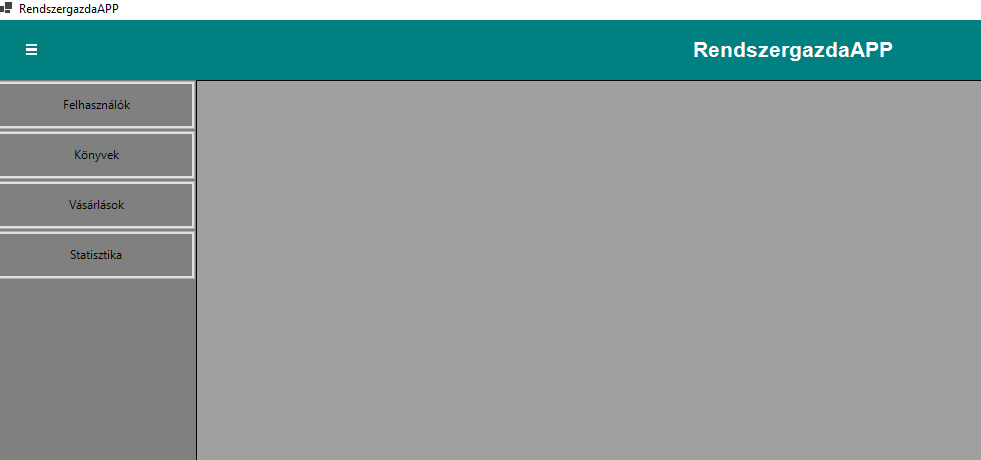 RendszergazdaAPP
RendszergazdaAPP
Felhasználók
Könyvek
Vásárlások
Statisztika